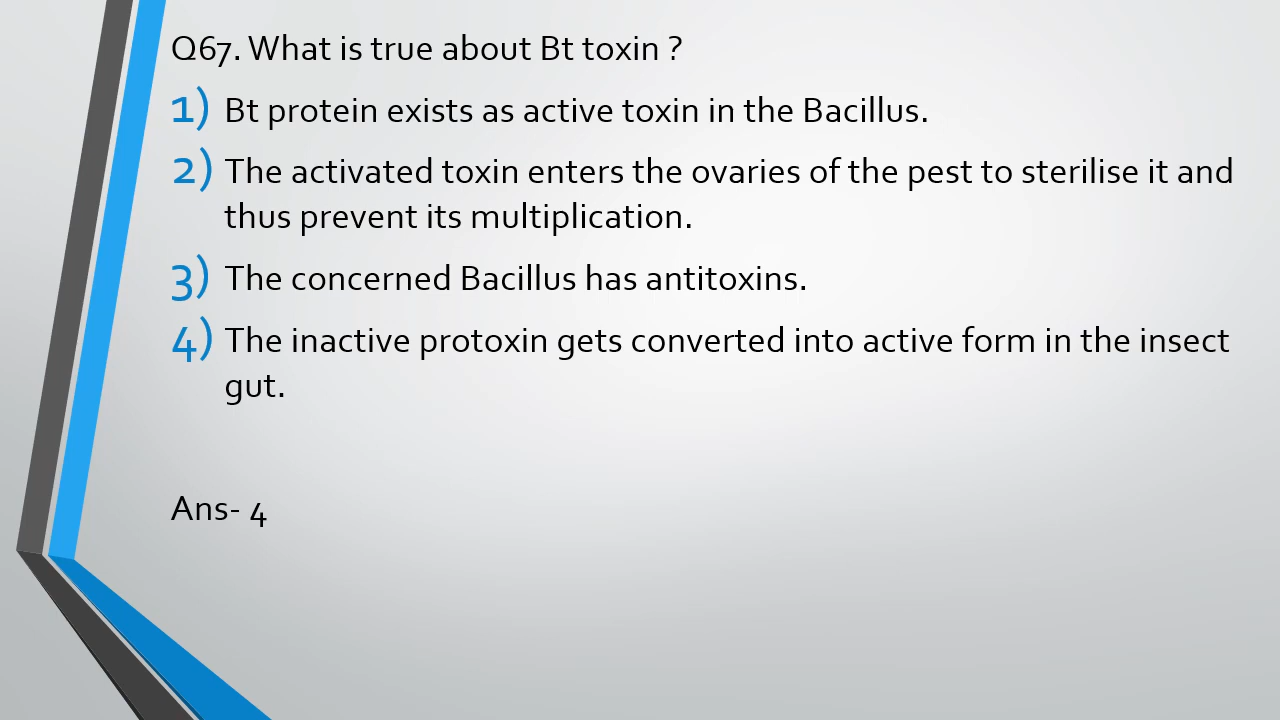 Q67. What is true about Bt toxin ?
1) Bt protein exists as active toxin in the Bacillus.
2) The activated toxin enters the ovaries of the pest to sterilise it and
thus prevent its multiplication.
3) The concerned Bacillus has antitoxins.
4) The inactive protoxin gets converted into active form in the insect
gut.
Ans- 4